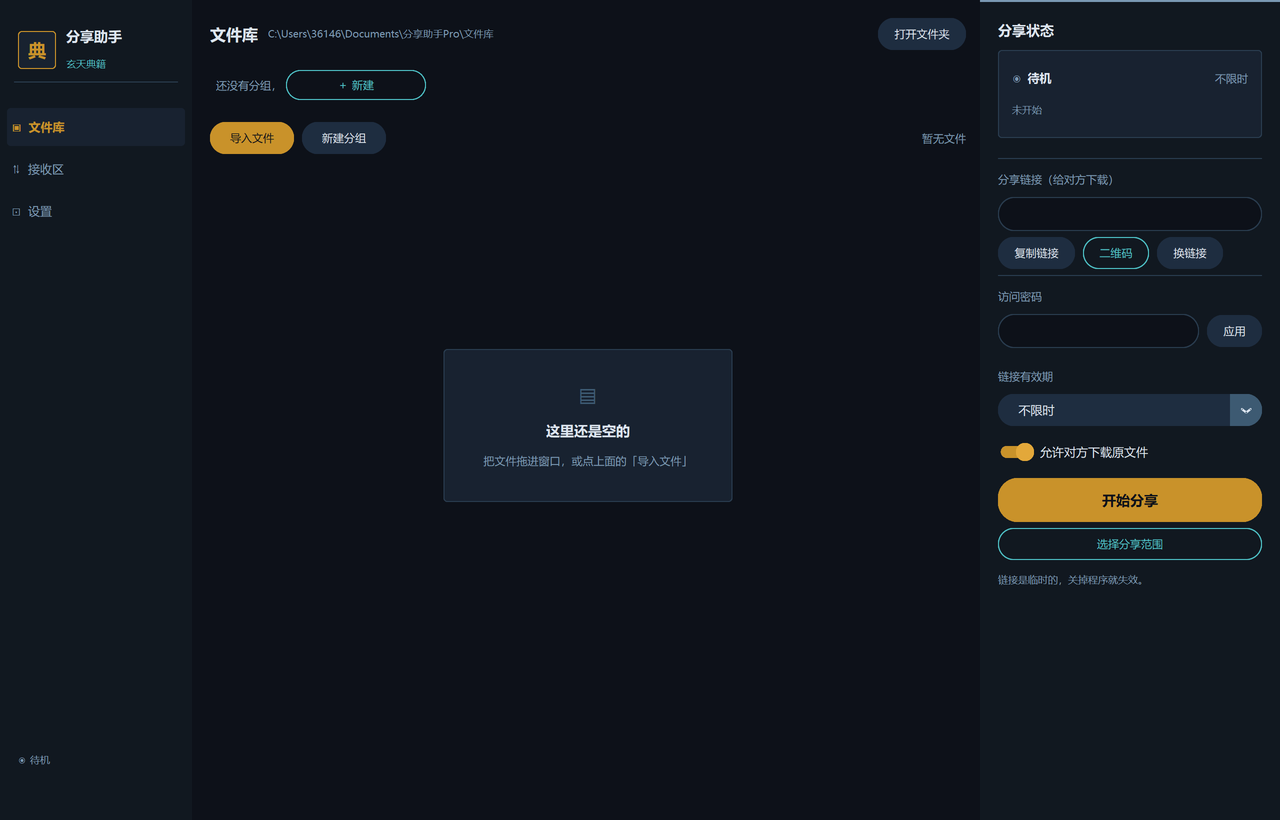 典
分享助手
玄天典籍
文件库
接收区
设置
待机
文件库 C:\Users\36146\Documents\分享助手Pro\文件库
打开文件夹
还没有分组，
+ 新建
导入文件
新建分组
暂无文件
这里还是空的
把文件拖进窗口，或点上面的「导入文件」
分享状态
待机
不限时
未开始
分享链接（给对方下载）
复制链接
二维码
换链接
访问密码
应用
链接有效期
不限时
允许对方下载原文件
开始分享
选择分享范围
链接是临时的，关掉程序就失效。